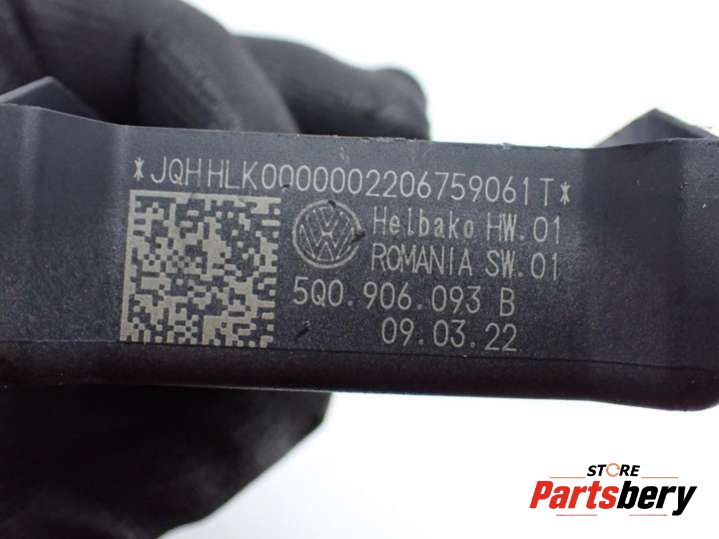 *JQHHLK0000002206759061T*
Helbako HW.01
ROMANIA SW.01
5Q0.906.093 B
09.03.22
STORE
Partsbery